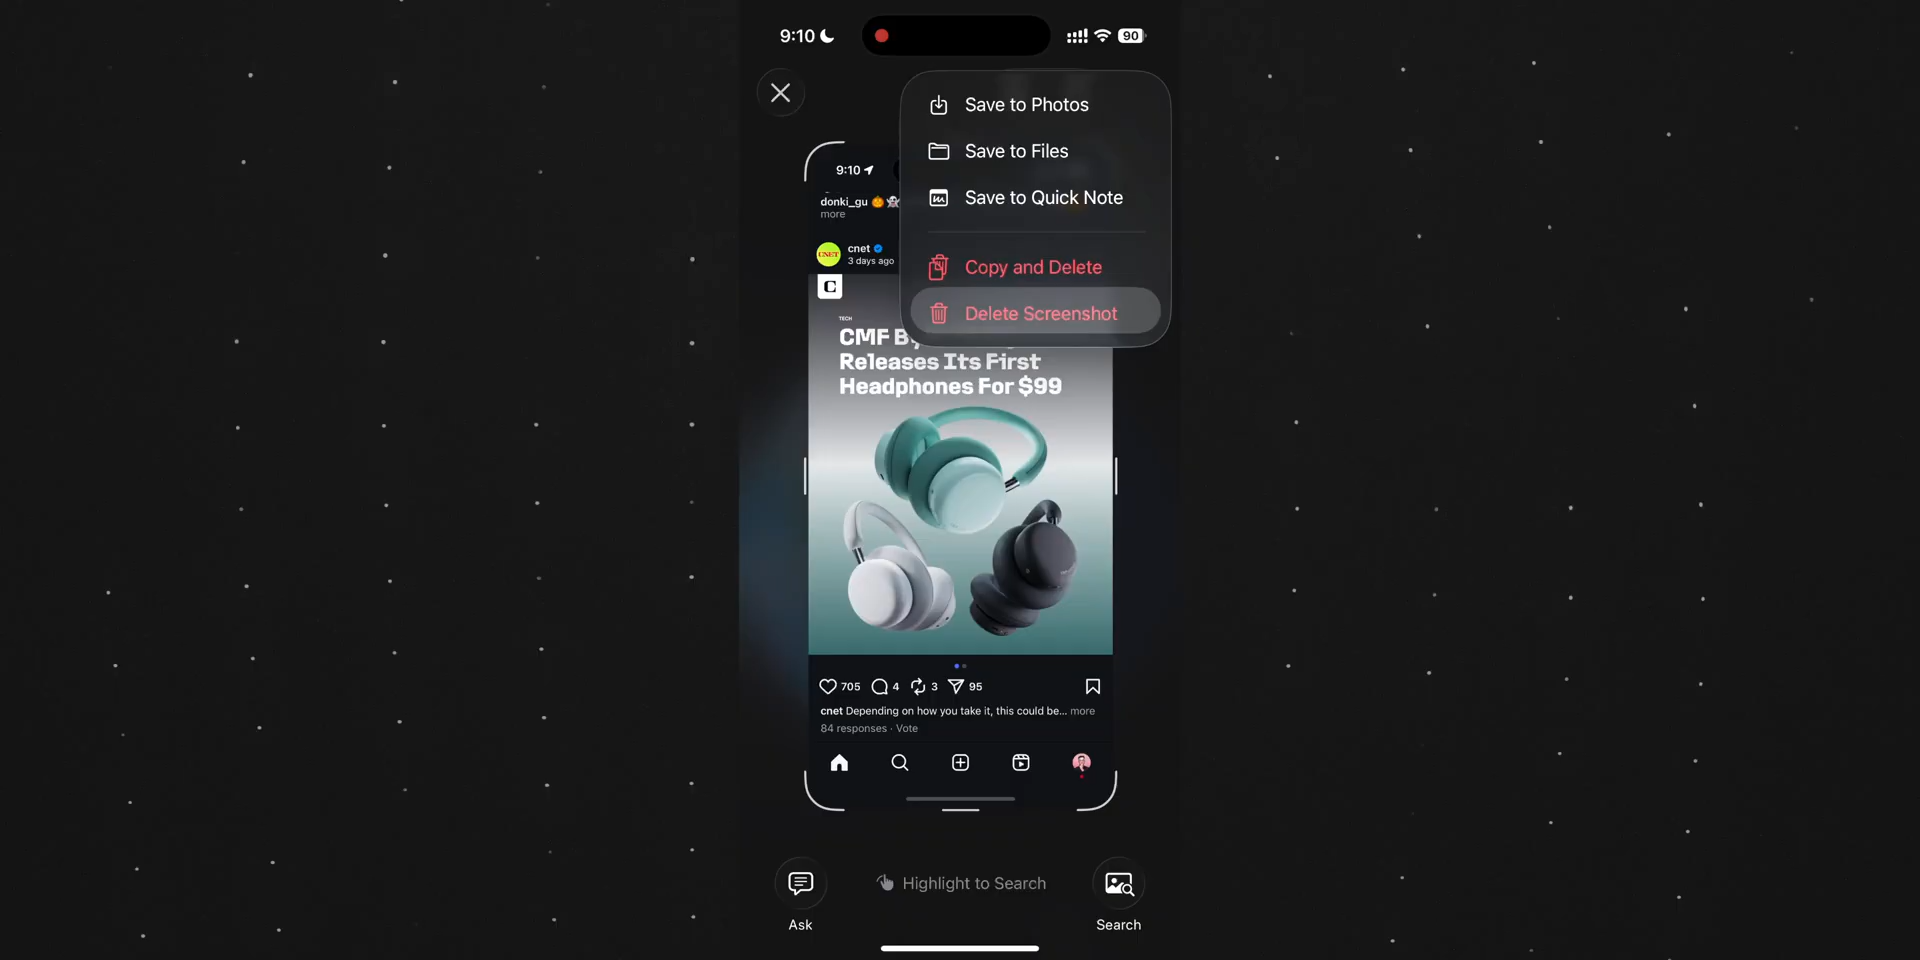 9:10
90
Save to Photos
Save to Files
Save to Quick Note
Copy and Delete
Delete Screenshot
9:10
donki_gu 🎃👻
more
cnet
3 days ago
CNET
C
TECH
CMF
Releases Its First
Headphones For $99
705 4 3 95
cnet Depending on how you take it, this could be... more
84 responses · Vote
Highlight to Search
Ask
Search